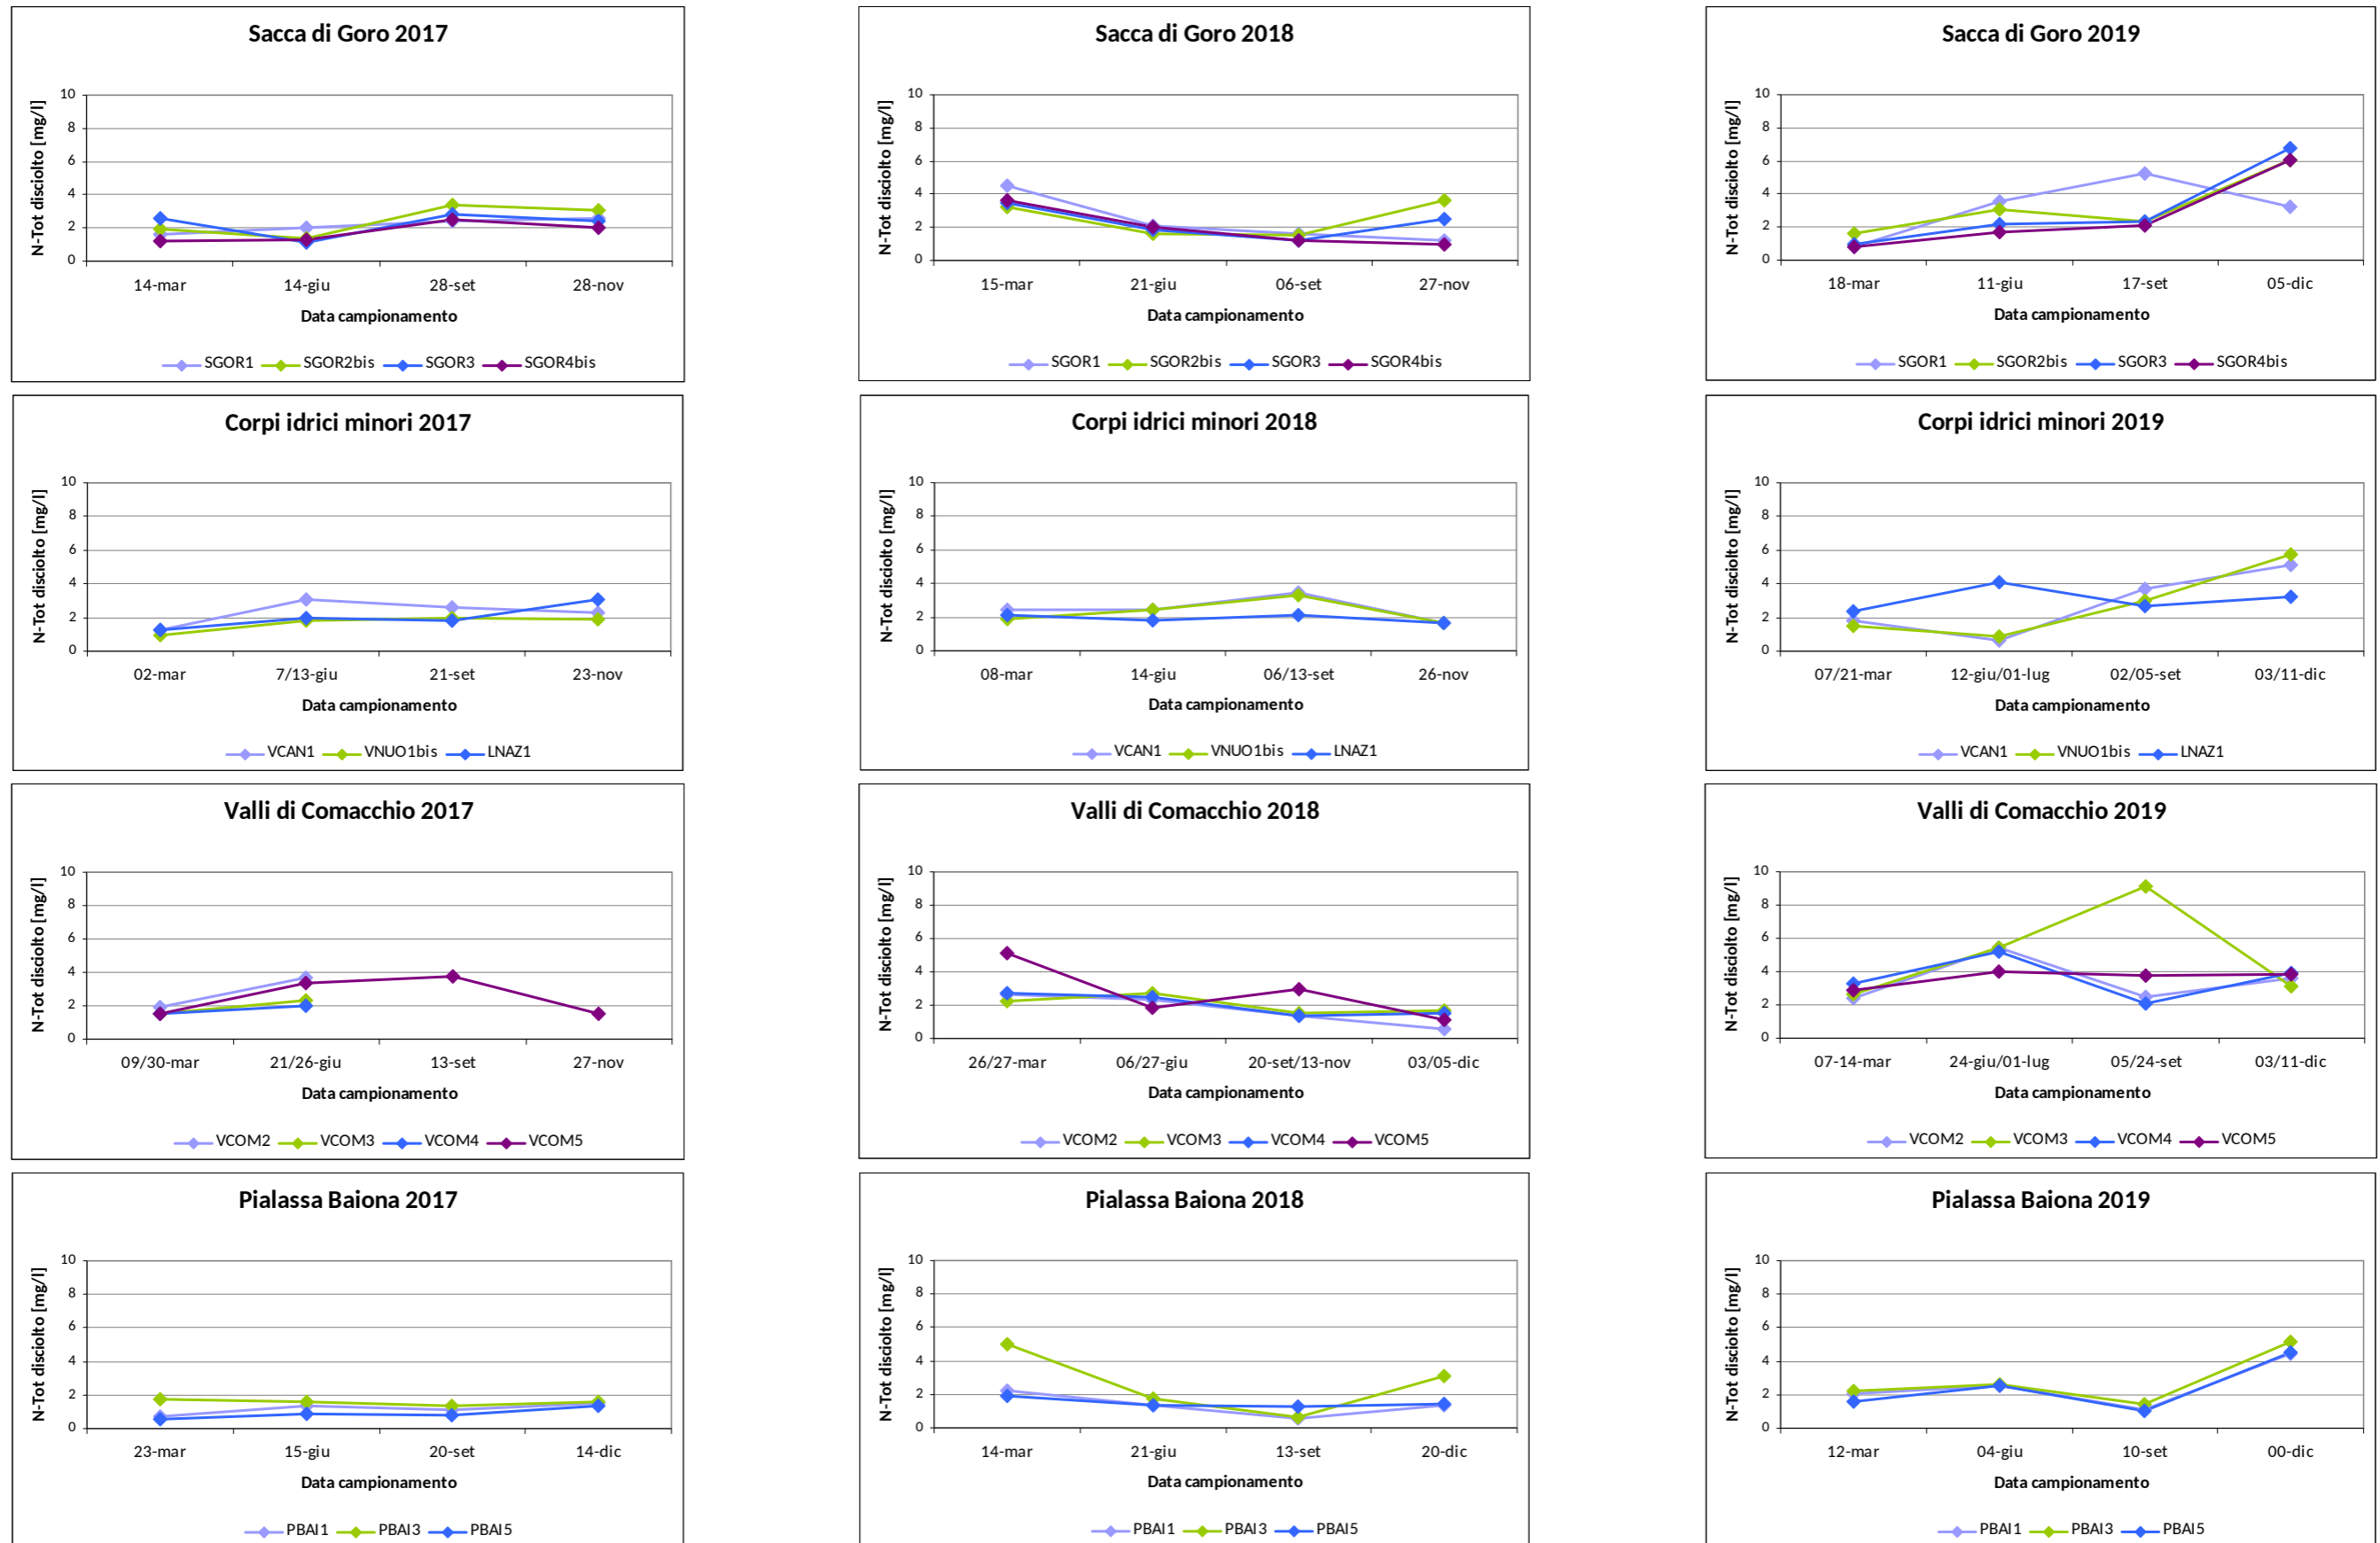 Sacca di Goro 2017
N-Tot disciolto [mg/l]
10
8
6
4
2
0
14-mar 14-giu 28-set 28-nov
Data campionamento
SGOR1 SGOR2bis SGOR3 SGOR4bis
Sacca di Goro 2018
N-Tot disciolto [mg/l]
10
8
6
4
2
0
15-mar 21-giu 06-set 27-nov
Data campionamento
SGOR1 SGOR2bis SGOR3 SGOR4bis
Sacca di Goro 2019
N-Tot disciolto [mg/l]
10
8
6
4
2
0
18-mar 11-giu 17-set 05-dic
Data campionamento
SGOR1 SGOR2bis SGOR3 SGOR4bis
Corpi idrici minori 2017
N-Tot disciolto [mg/l]
10
8
6
4
2
0
02-mar 7/13-giu 21-set 23-nov
Data campionamento
VCAN1 VNUO1bis LNAZ1
Corpi idrici minori 2018
N-Tot disciolto [mg/l]
10
8
6
4
2
0
08-mar 14-giu 06/13-set 26-nov
Data campionamento
VCAN1 VNUO1bis LNAZ1
Corpi idrici minori 2019
N-Tot disciolto [mg/l]
10
8
6
4
2
0
07/21-mar 12-giu/01-lug 02/05-set 03/11-dic
Data campionamento
VCAN1 VNUO1bis LNAZ1
Valli di Comacchio 2017
N-Tot disciolto [mg/l]
10
8
6
4
2
0
09/30-mar 21/26-giu 13-set 27-nov
Data campionamento
VCOM2 VCOM3 VCOM4 VCOM5
Valli di Comacchio 2018
N-Tot disciolto [mg/l]
10
8
6
4
2
0
26/27-mar 06/27-giu 20-set/13-nov 03/05-dic
Data campionamento
VCOM2 VCOM3 VCOM4 VCOM5
Valli di Comacchio 2019
N-Tot disciolto [mg/l]
10
8
6
4
2
0
07-14-mar 24-giu/01-lug 05/24-set 03/11-dic
Data campionamento
VCOM2 VCOM3 VCOM4 VCOM5
Pialassa Baiona 2017
N-Tot disciolto [mg/l]
10
8
6
4
2
0
23-mar 15-giu 20-set 14-dic
Data campionamento
PBAI1 PBAI3 PBAI5
Pialassa Baiona 2018
N-Tot disciolto [mg/l]
10
8
6
4
2
0
14-mar 21-giu 13-set 20-dic
Data campionamento
PBAI1 PBAI3 PBAI5
Pialassa Baiona 2019
N-Tot disciolto [mg/l]
10
8
6
4
2
0
12-mar 04-giu 10-set 00-dic
Data campionamento
PBAI1 PBAI3 PBAI5